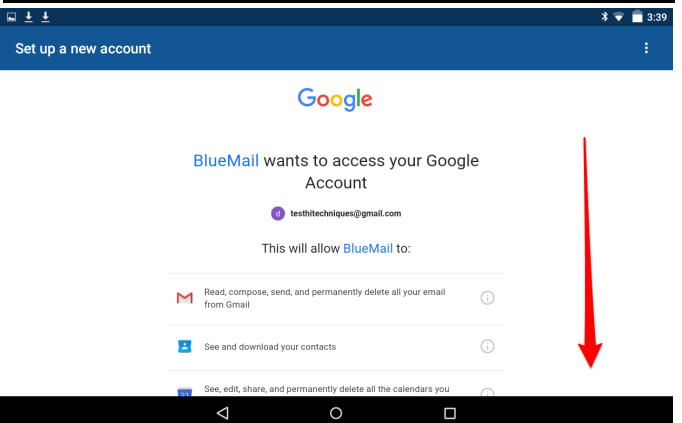 3:39
Set up a new account
Google
BlueMail wants to access your Google
Account
d testhitechniques@gmail.com
This will allow BlueMail to:
Read, compose, send, and permanently delete all your email
from Gmail
See and download your contacts
See, edit, share, and permanently delete all the calendars you